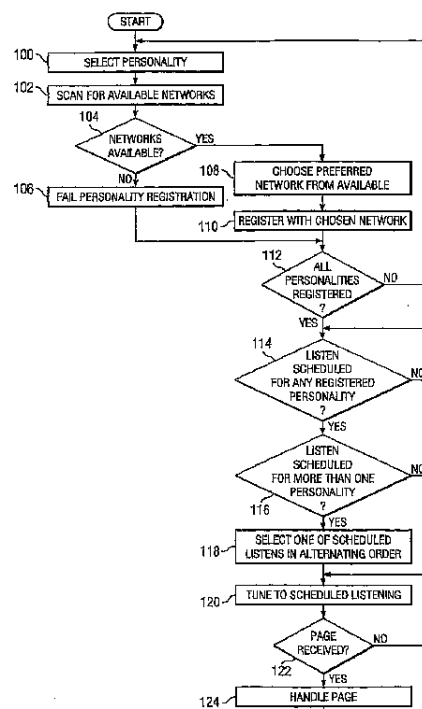 START
100
SELECT PERSONALITY
102
SCAN FOR AVAILABLE NETWORKS
104
NETWORKS
AVAILABLE?
YES
NO
106
FAIL PERSONALITY REGISTRATION
108
CHOOSE PREFERRED
NETWORK FROM AVAILABLE
110
REGISTER WITH CHOSEN NETWORK
112
ALL
PERSONALITIES
REGISTERED
?
NO
YES
114
LISTEN
SCHEDULED
FOR ANY REGISTERED
PERSONALITY
?
NO
YES
LISTEN
SCHEDULED
FOR MORE THAN ONE
PERSONALITY
?
116
NO
YES
118
SELECT ONE OF SCHEDULED
LISTENS IN ALTERNATING ORDER
120
TUNE TO SCHEDULED LISTENING
PAGE
RECEIVED?
122
NO
YES
124
HANDLE PAGE